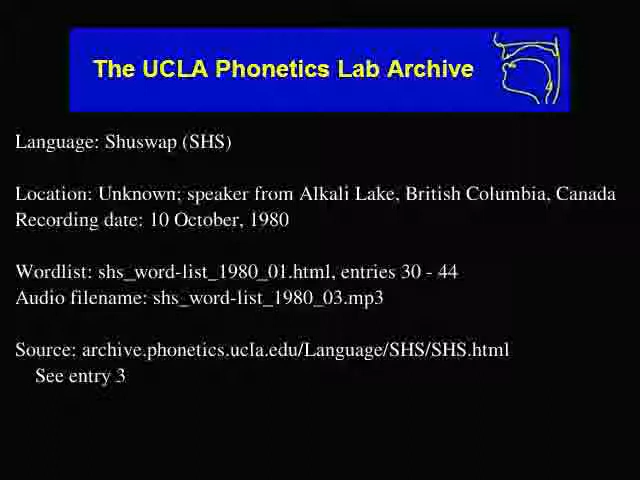 The UCLA Phonetics Lab Archive
Language: Shuswap (SHS)
Location: Unknown; speaker from Alkali Lake, British Columbia, Canada
Recording date: 10 October, 1980
Wordlist: shs_word-list_1980_01.html, entries 30 - 44
Audio filename: shs_word-list_1980_03.mp3
Source: archive.phonetics.ucla.edu/Language/SHS/SHS.html
See entry 3